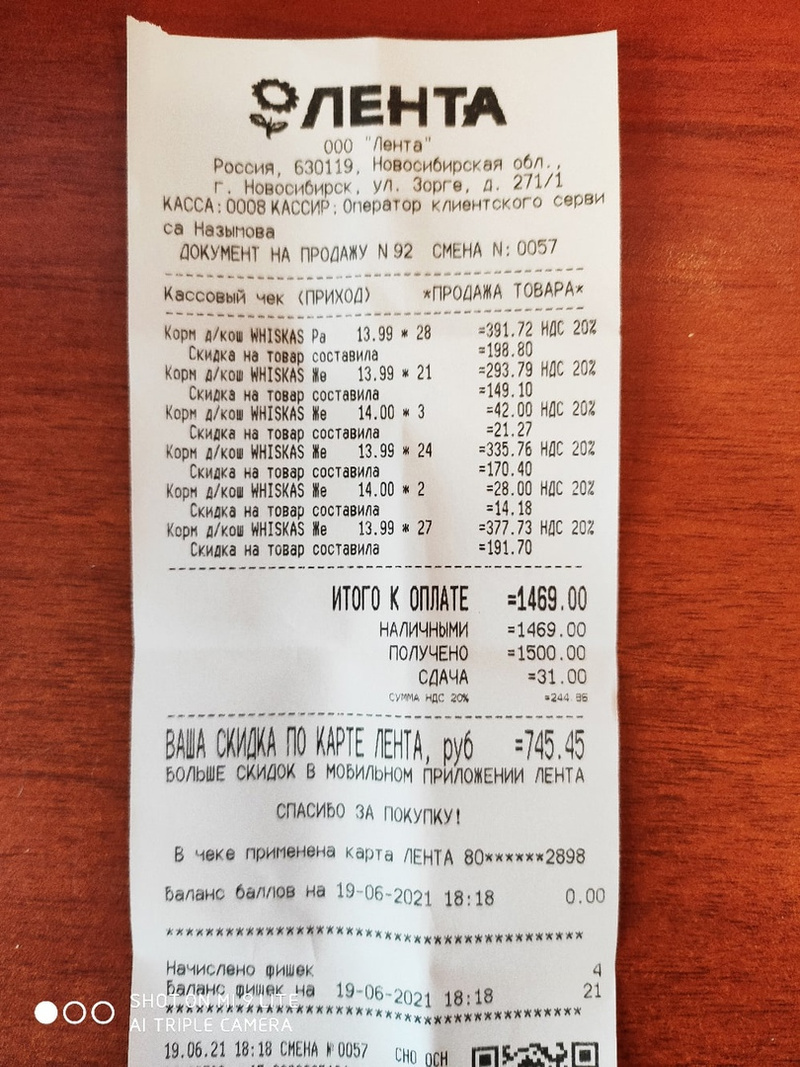 ЛЕНТА
ООО "Лента"
Россия, 630119, Новосибирская обл.,
г. Новосибирск, ул. Зорге, д. 271/1
КАССА:0008 КАССИР:Оператор клиентского серви
са Назымова
ДОКУМЕНТ НА ПРОДАЖУ N 92 СМЕНА N: 0057
Кассовый чек (ПРИХОД) *ПРОДАЖА ТОВАРА*
Корм д/кош WHISKAS Ра 13.99 * 28 =391.72 НДС 20%
Скидка на товар составила =198.80
Корм д/кош WHISKAS Же 13.99 * 21 =293.79 НДС 20%
Скидка на товар составила =149.10
Корм д/кош WHISKAS Же 14.00 * 3 =42.00 НДС 20%
Скидка на товар составила =21.27
Корм д/кош WHISKAS Же 13.99 * 24 =335.76 НДС 20%
Скидка на товар составила =170.40
Корм д/кош WHISKAS Же 14.00 * 2 =28.00 НДС 20%
Скидка на товар составила =14.18
Корм д/кош WHISKAS Же 13.99 * 27 =377.73 НДС 20%
Скидка на товар составила =191.70
ИТОГО К ОПЛАТЕ =1469.00
НАЛИЧНЫМИ =1469.00
ПОЛУЧЕНО =1500.00
СДАЧА =31.00
СУММА НДС 20% =244.86
ВАША СКИДКА ПО КАРТЕ ЛЕНТА, руб =745.45
БОЛЬШЕ СКИДОК В МОБИЛЬНОМ ПРИЛОЖЕНИИ ЛЕНТА
СПАСИБО ЗА ПОКУПКУ!
В чеке применена карта ЛЕНТА 80******2898
Баланс баллов на 19-06-2021 18:18 0.00
Начислено фишек 4
Баланс фишек на 19-06-2021 18:18 21
SHOT ON MI 9 LITE
AI TRIPLE CAMERA
19.06.21 18:18 СМЕНА №0057 СНО ОСН